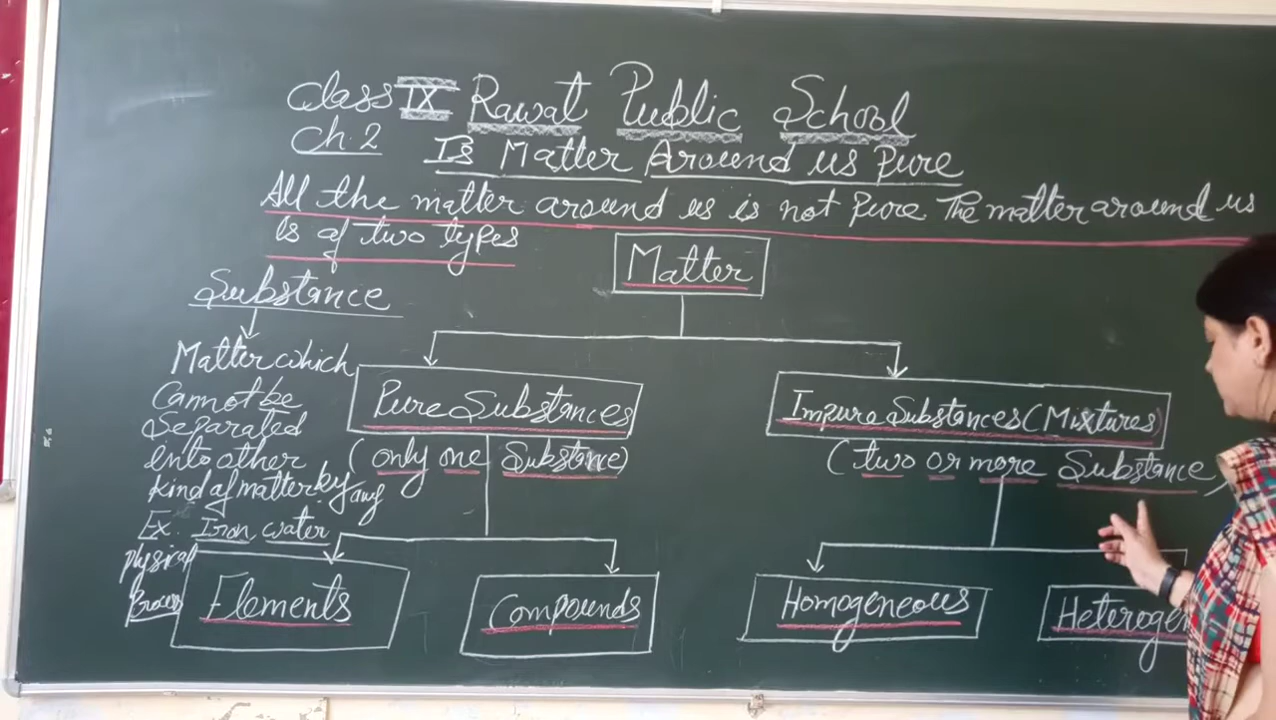 Class IX Rawat Public School
Ch. 2 Is Matter Around us Pure
All the matter around us is not pure The matter around us
is of two types
Matter
Substance
Matter which
Cannot be
Separated
into other
kind of matter by any
Ex. Iron, water
physical
Process
Pure Substances
(only one Substance)
Impure Substances (Mixtures)
(two or more Substance)
Elements
Compounds
Homogeneous
Heterogen